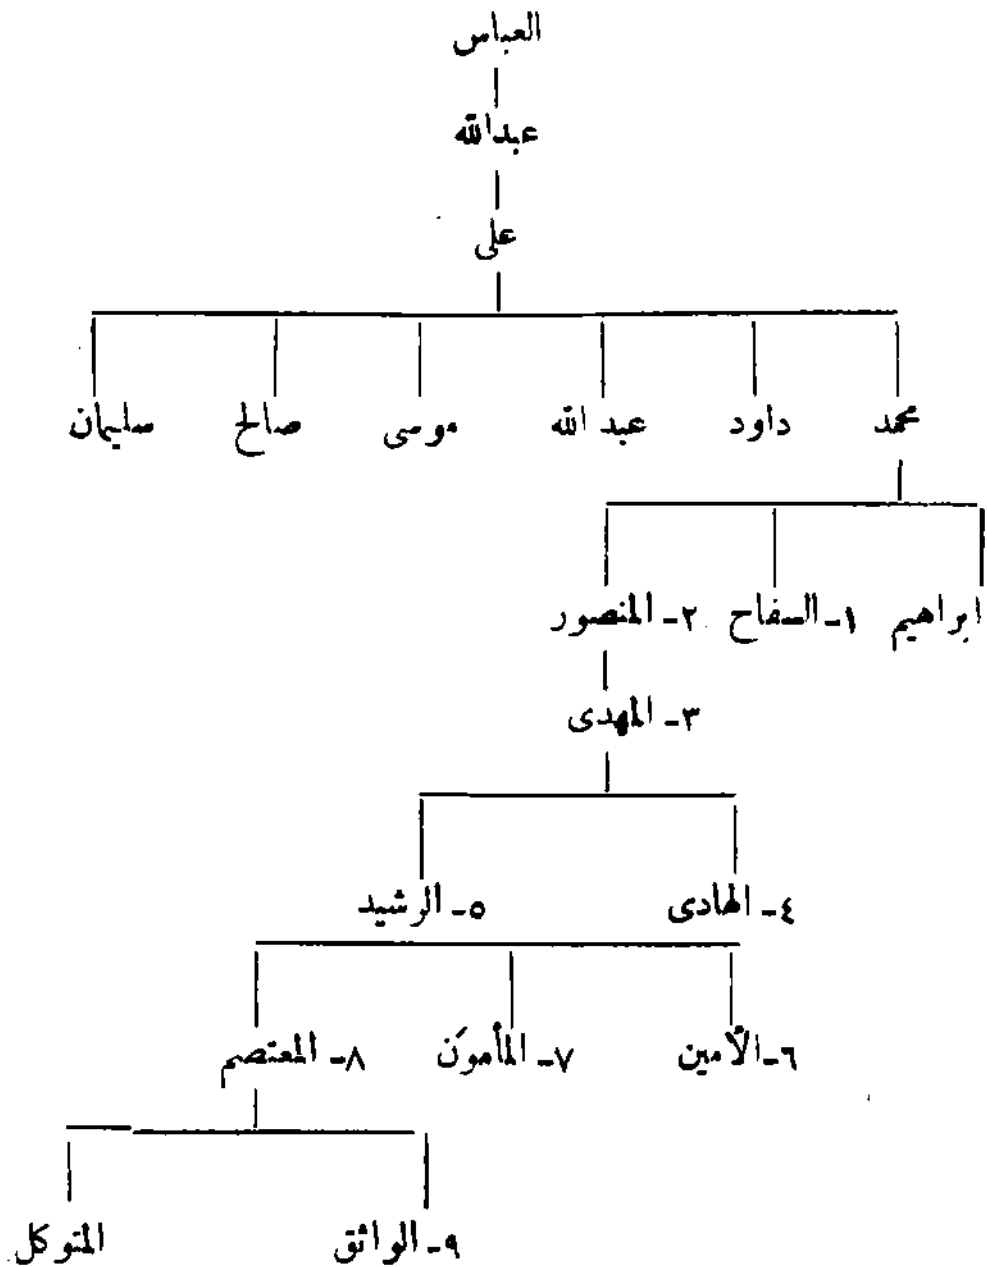 العباس
عبدالله
على
محمد داود عبد الله موسى صالح سليمان
ابراهيم ١- السفاح ٢- المنصور
٣- المهدى
٤- الهادى ٥- الرشيد
٦- الأمين ٧- المأمون ٨- المعتصم
٩- الواثق المتوكل